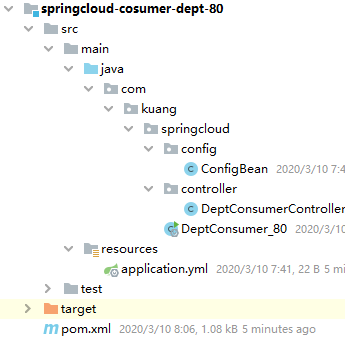 springcloud-cosumer-dept-80
src
main
java
com
kuang
springcloud
config
ConfigBean 2020/3/10 7:4
controller
DeptConsumerController
DeptConsumer_80 2020/3/10
resources
application.yml 2020/3/10 7:41, 22 B 5 mi
test
target
pom.xml 2020/3/10 8:06, 1.08 kB 5 minutes ago